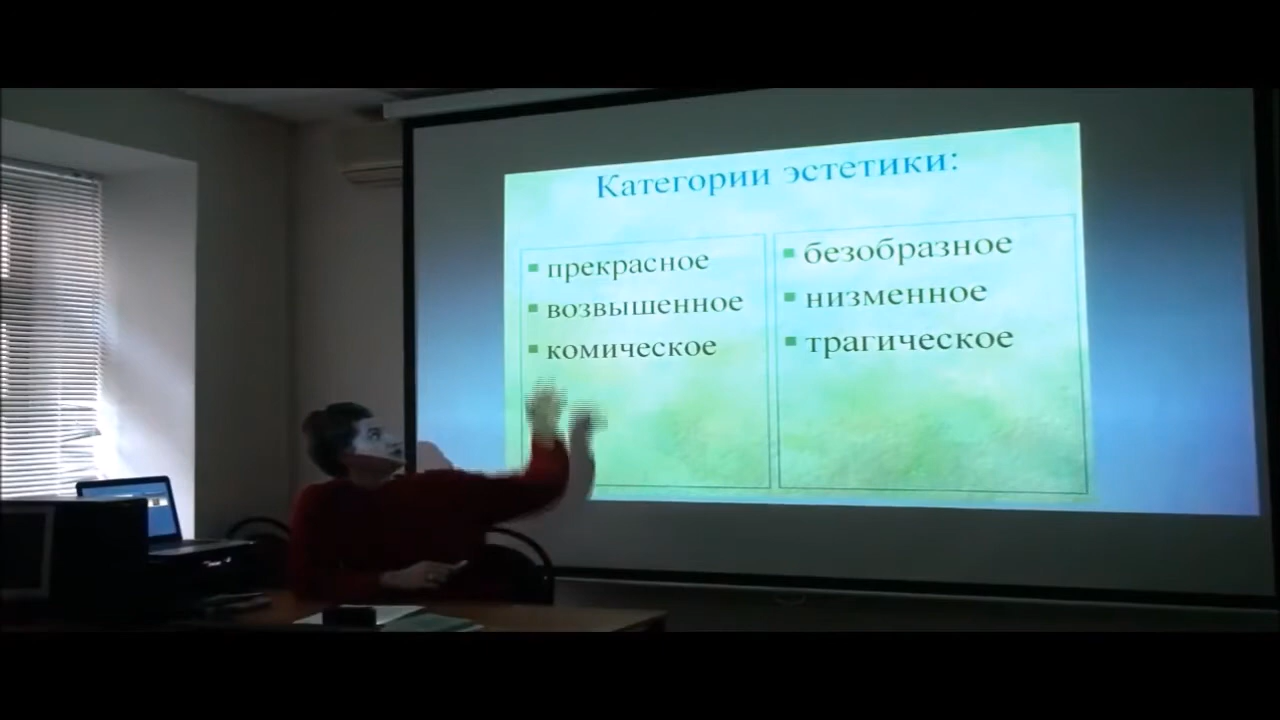 Категории эстетики:
прекрасное
возвышенное
комическое
безобразное
низменное
трагическое